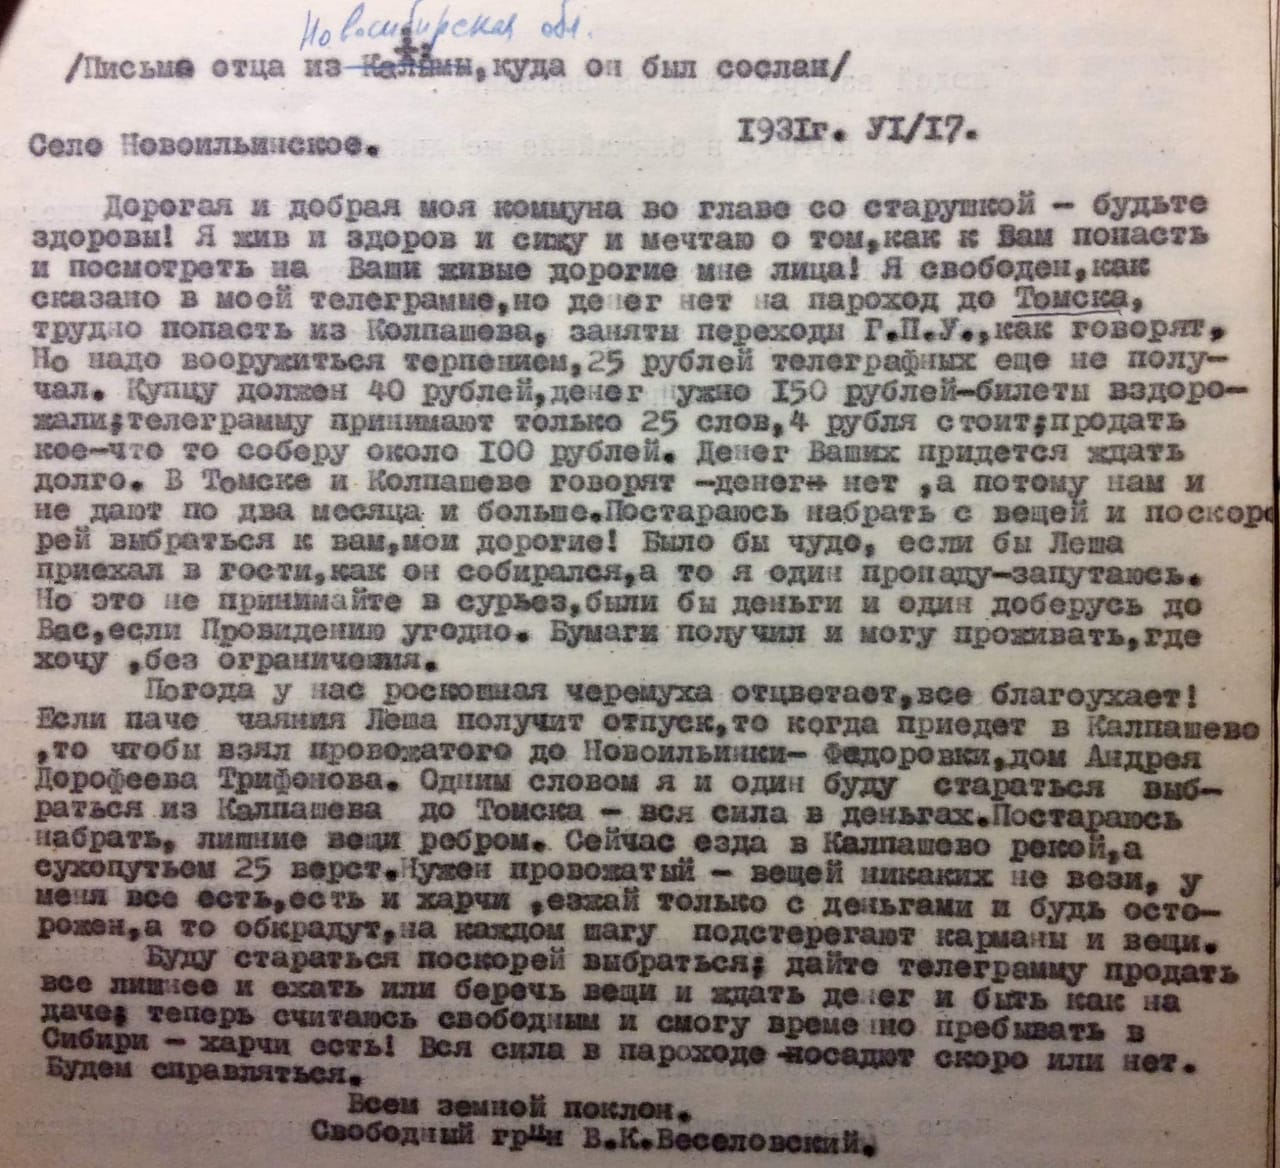 Новосибирская обл.
/Письма отца из Калымы,куда он был сослан/
1931г. УІ/17.
Село Новоильинское.
Дорогая и добрая моя коммуна во главе со старушкой - будьте
здоровы! Я жив и здоров и сижу и мечтаю о том,как к Вам попасть
и посмотреть на Ваши живые дорогие мне лица! Я свободен,как
сказано в моей телеграмме,но денег нет на пароход до Томска,
трудно попасть из Колпашева, заняты переходы Г.П.У.,как говорят.
Но надо вооружиться терпением,25 рублей телеграфных еще не полу-
чал. Купцу должен 40 рублей,денег нужно 150 рублей-билеты вздоро-
жали;телеграмму принимают только 25 слов,4 рубля стоит;продать
кое-что то соберу около 100 рублей. Денег Ваших придется ждать
долго. В Томске и Колпашеве говорят -денег нет ,а потому нам и
не дают по два месяца и больше.Постараюсь набрать с вещей и поскоре
рей выбраться к вам,мои дорогие! Было бы чудо, если бы Леша
приехал в гости,как он собирался,а то я один пропаду-запутаюсь.
Но это не принимайте в сурьез,были бы деньги и один доберусь до
Вас,если Провидению угодно. Бумаги получил и могу проживать,где
хочу ,без ограничения.
Погода у нас роскошная черемуха отцветает,все благоухает!
Если паче чаяния Леша получит отпуск,то когда приедет в Калпашево
,то чтобы взял провожатого до Новоильинки- Федоровки,дом Андрея
Дорофеева Трифонова. Одним словом я и один буду стараться выб-
раться из Калпашева до Томска - вся сила в деньгах.Постараюсь
набрать, лишние вещи ребром. Сейчас езда в Калпашево рекой,а
сухопутьем 25 верст.Нужен провожатый - вещей никаких не вези, у
меня все есть,есть и харчи ,езжай только с деньгами и будь осто-
рожен,а то обкрадут,на каждом шагу подстерегают карманы и вещи.
Буду стараться поскорей выбраться; дайте телеграмму продать
все лишнее и ехать или беречь вещи и ждать денег и быть как на
даче; теперь считаюсь свободным и смогу временно пребывать в
Сибири - харчи есть! Вся сила в пароходе -посадют скоро или нет.
Будем справляться.
Всем земной поклон.
Свободный гр-н В.К.Веселовский.